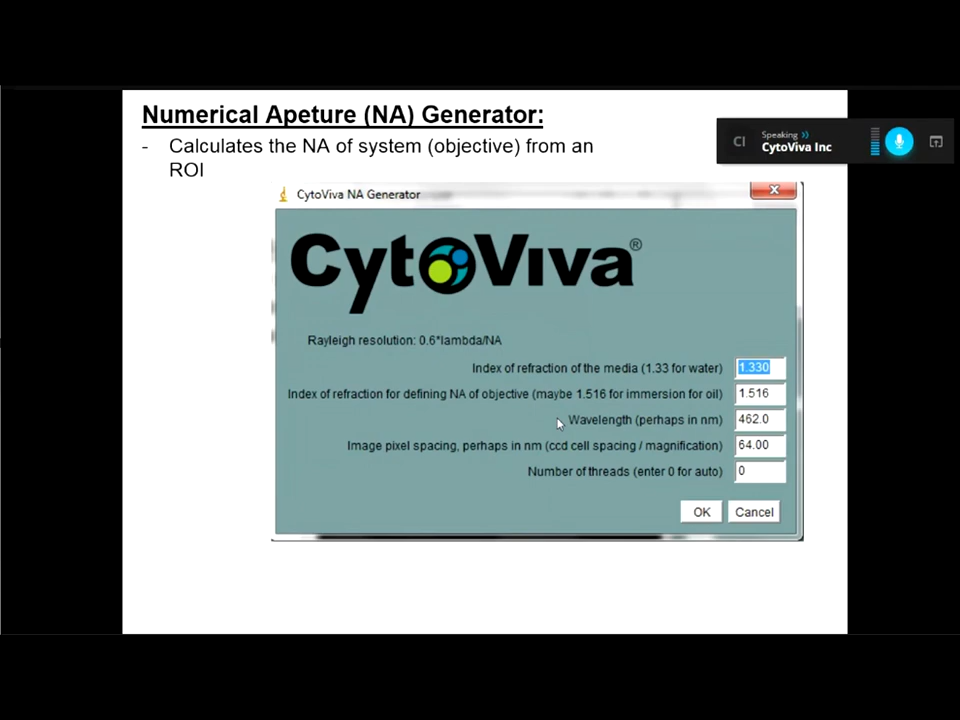 Numerical Apeture (NA) Generator:
- Calculates the NA of system (objective) from an
ROI
CI
Speaking
CytoViva Inc
CytoViva NA Generator
CytoViva®
Rayleigh resolution: 0.6*lambda/NA
Index of refraction of the media (1.33 for water) 1.330
Index of refraction for defining NA of objective (maybe 1.516 for immersion for oil) 1.516
Wavelength (perhaps in nm) 462.0
Image pixel spacing, perhaps in nm (ccd cell spacing / magnification) 64.00
Number of threads (enter 0 for auto) 0
OK Cancel